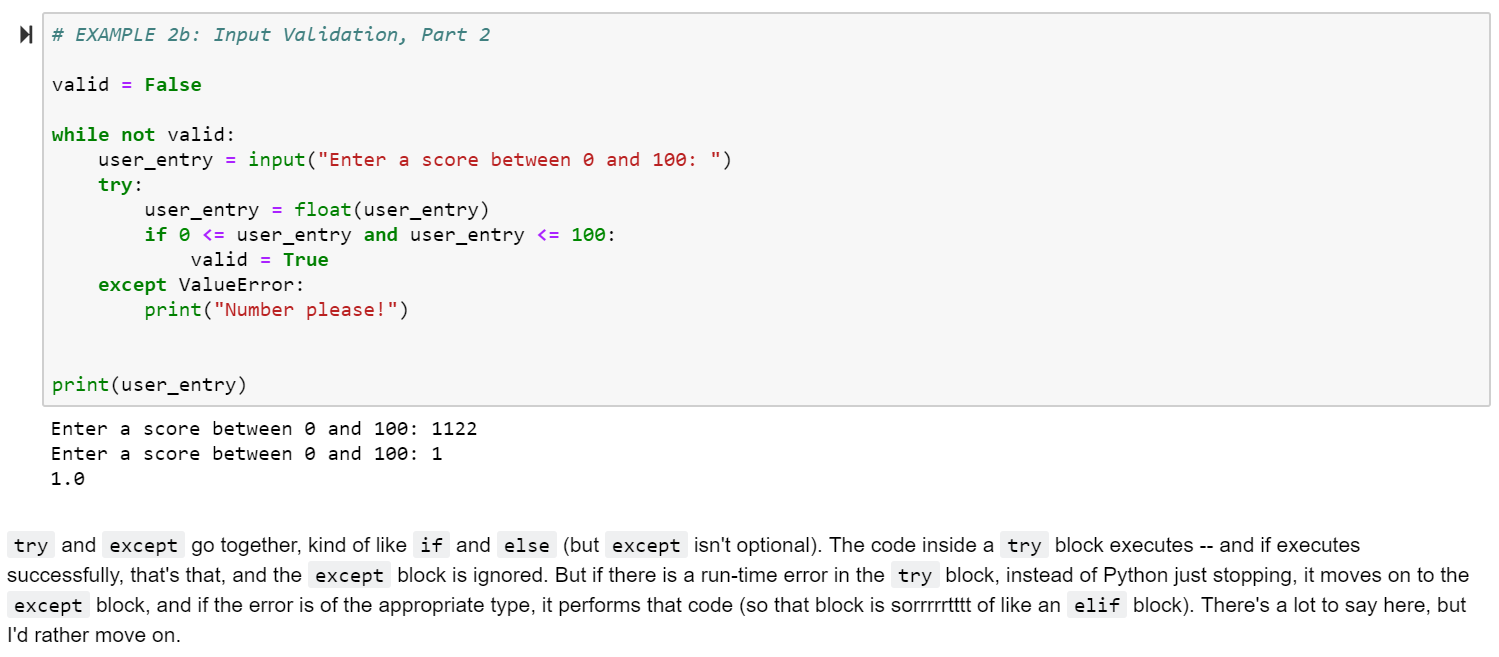 # EXAMPLE 2b: Input Validation, Part 2
valid = False
while not valid:
    user_entry = input("Enter a score between 0 and 100: ")
    try:
        user_entry = float(user_entry)
        if 0 <= user_entry and user_entry <= 100:
            valid = True
    except ValueError:
        print("Number please!")
print(user_entry)
Enter a score between 0 and 100: 1122
Enter a score between 0 and 100: 1
1.0
try and except go together, kind of like if and else (but except isn't optional). The code inside a try block executes -- and if executes
successfully, that's that, and the except block is ignored. But if there is a run-time error in the try block, instead of Python just stopping, it moves on to the
except block, and if the error is of the appropriate type, it performs that code (so that block is sorrrrrtttt of like an elif block). There's a lot to say here, but
I'd rather move on.